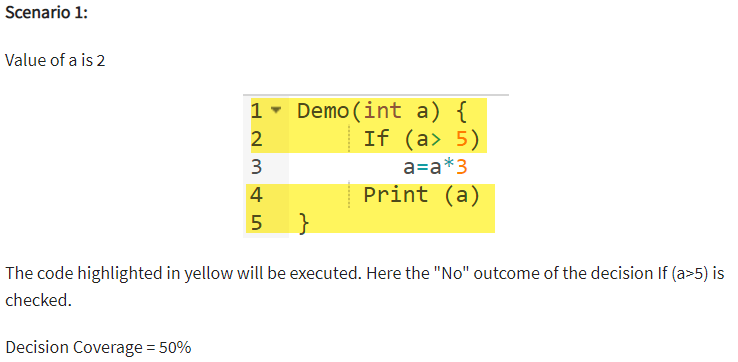 Scenario 1:
Value of a is 2
1 Demo(int a) {
2 If (a> 5)
3 a=a*3
4 Print (a)
5 }
The code highlighted in yellow will be executed. Here the "No" outcome of the decision If (a>5) is
checked.
Decision Coverage = 50%